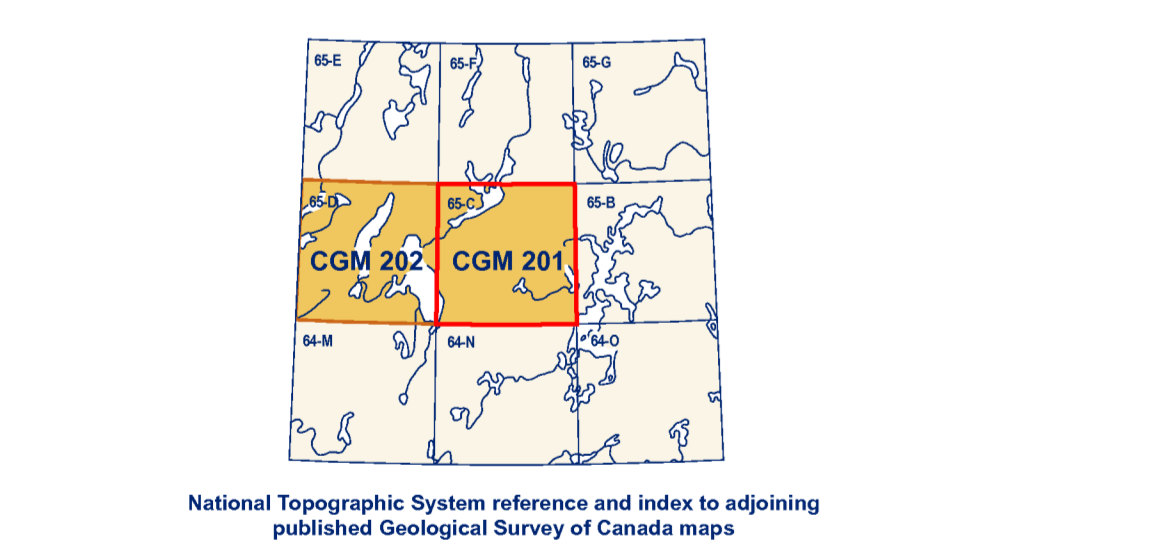 65-E
65-F
65-G
65-D
65-C
65-B
CGM 202
CGM 201
64-M
64-N
64-O
National Topographic System reference and index to adjoining
published Geological Survey of Canada maps